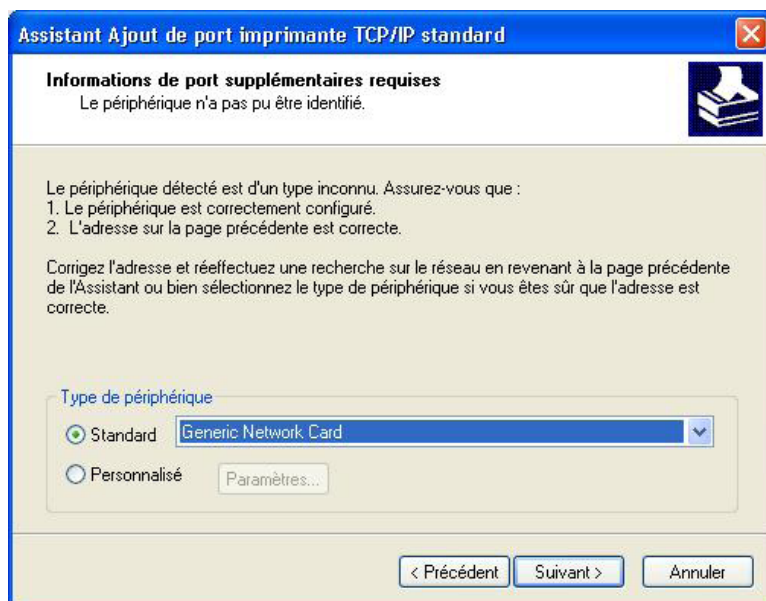 Assistant Ajout de port imprimante TCP/IP standard
Informations de port supplémentaires requises
Le périphérique n'a pas pu être identifié.
Le périphérique détecté est d'un type inconnu. Assurez-vous que :
1. Le périphérique est correctement configuré.
2. L'adresse sur la page précédente est correcte.
Corrigez l'adresse et réeffectuez une recherche sur le réseau en revenant à la page précédente
de l'Assistant ou bien sélectionnez le type de périphérique si vous êtes sûr que l'adresse est
correcte.
Type de périphérique
Standard Generic Network Card
Personnalisé Paramètres...
< Précédent Suivant > Annuler